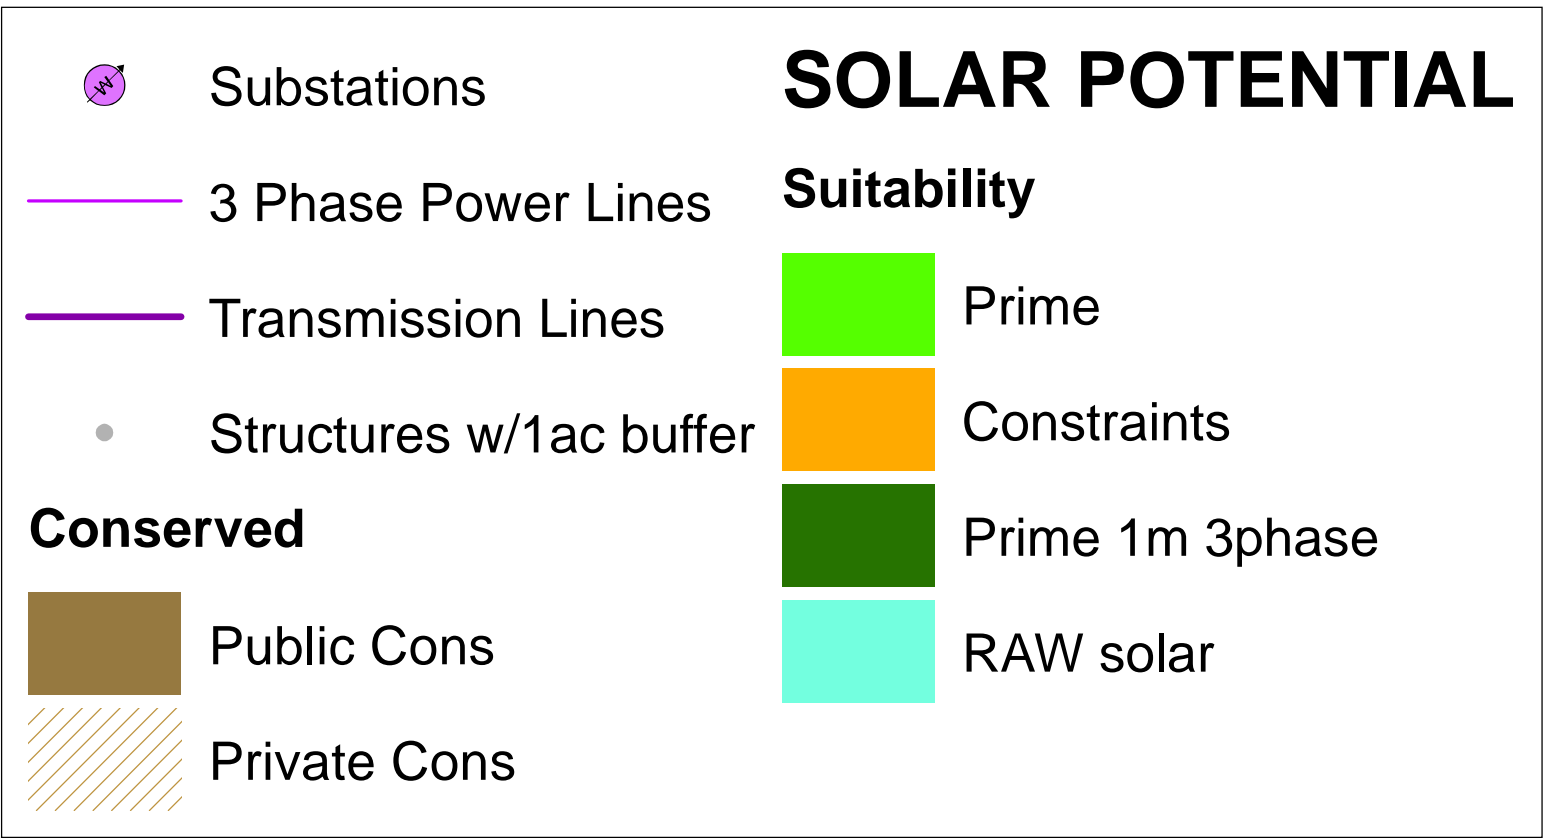 Substations
3 Phase Power Lines
Transmission Lines
Structures w/1ac buffer
Conserved
Public Cons
Private Cons
SOLAR POTENTIAL
Suitability
Prime
Constraints
Prime 1m 3phase
RAW solar